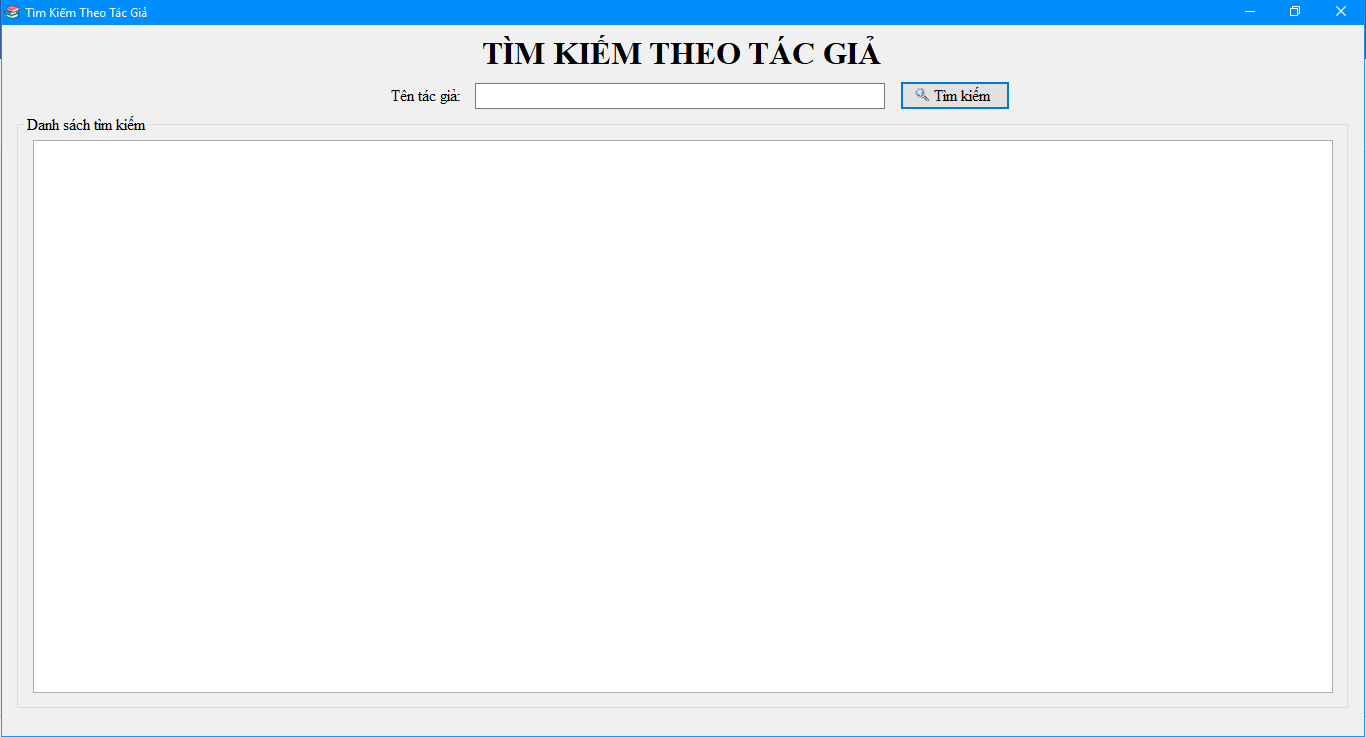 Tìm Kiếm Theo Tác Giả
TÌM KIẾM THEO TÁC GIẢ
Tên tác giả:
Tìm kiếm
Danh sách tìm kiếm